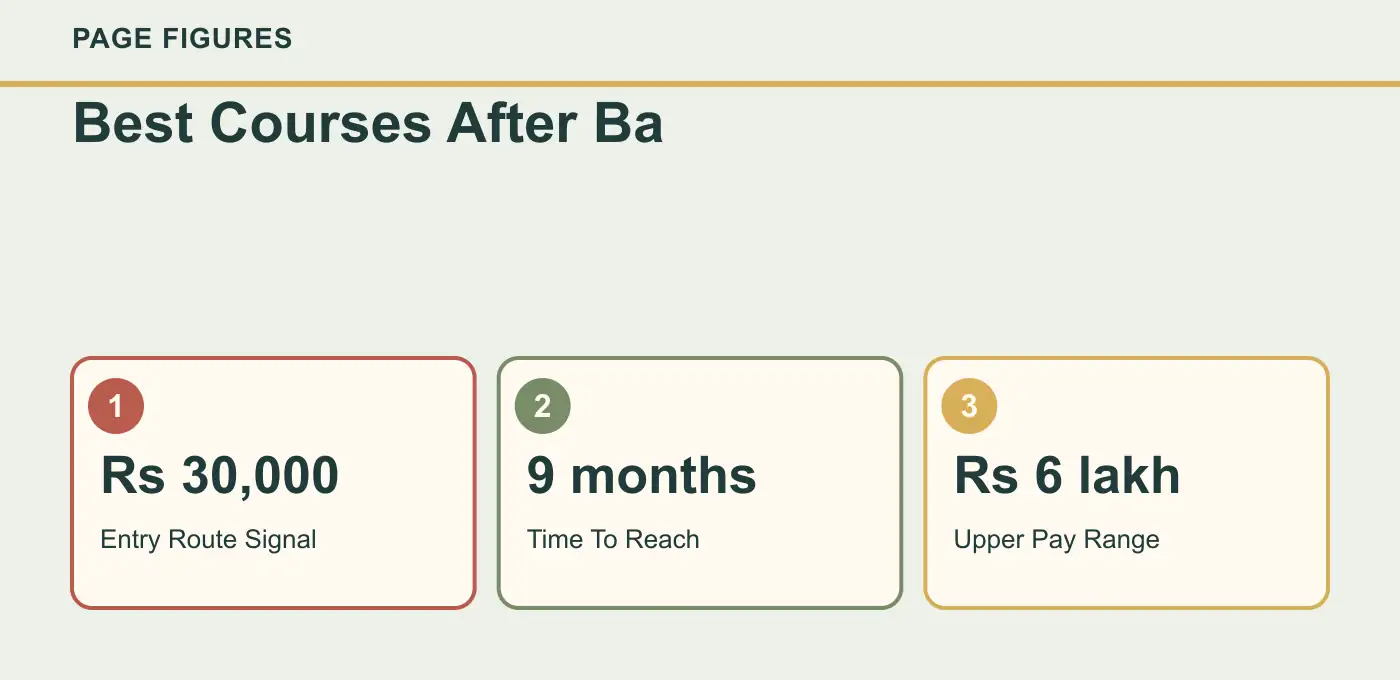 PAGE FIGURES
Best Courses After Ba
1
Rs 30,000
Entry Route Signal
2
9 months
Time To Reach
3
Rs 6 lakh
Upper Pay Range